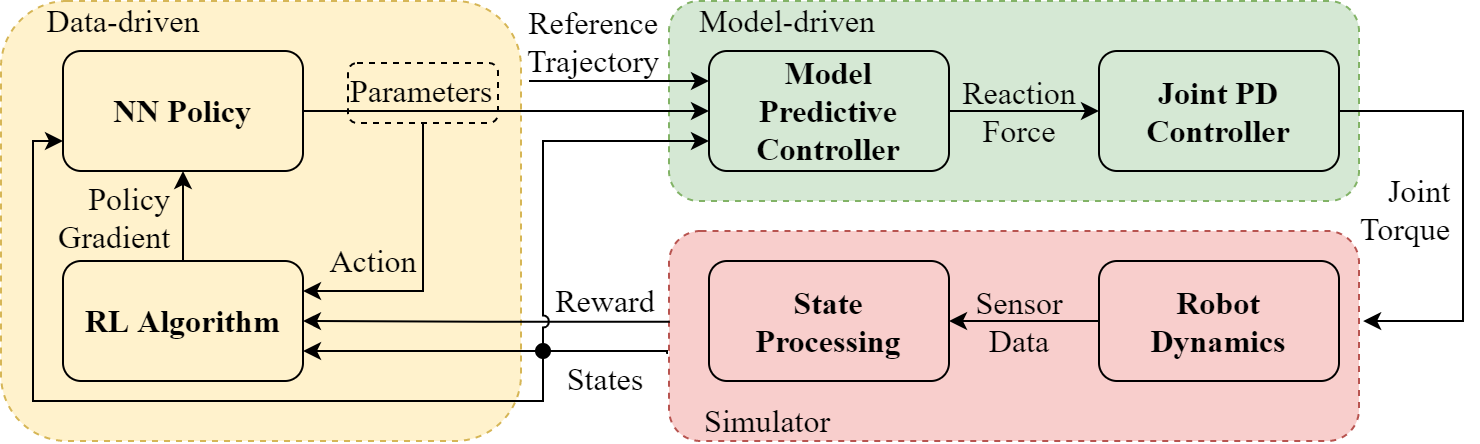 Data-driven
NN Policy
Parameters
Policy
Gradient
Action
RL Algorithm
Reference
Trajectory
Reward
States
Model-driven
Model
Predictive
Controller
Reaction
Force
Joint PD
Controller
Joint
Torque
State
Processing
Sensor
Data
Robot
Dynamics
Simulator